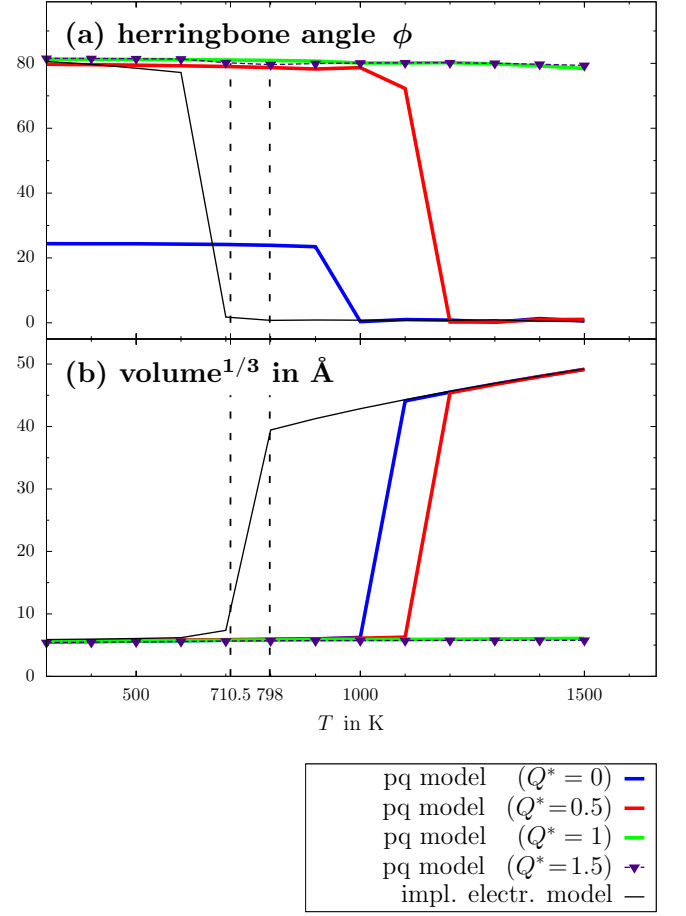 (a) herringbone angle ϕ
80
60
40
20
0
(b) volume^{1/3} in Å
50
40
30
20
10
0
500 710.5 798 1000 1500
T in K
pq model (Q* = 0)
pq model (Q* = 0.5)
pq model (Q* = 1)
pq model (Q* = 1.5)
impl. electr. model